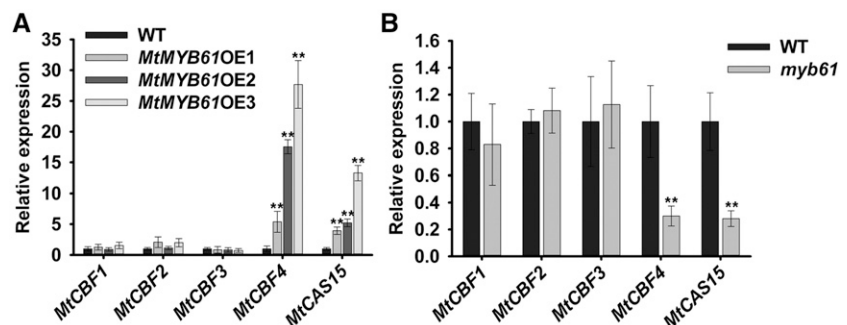 A
WT
MtMYB61OE1
MtMYB61OE2
MtMYB61OE3
Relative expression
35
30
25
20
15
10
5
0
**
**
**
**
**
**
MtCBF1
MtCBF2
MtCBF3
MtCBF4
MtCAS15
B
WT
myb61
Relative expression
1.6
1.4
1.2
1.0
0.8
0.6
0.4
0.2
0.0
**
**
MtCBF1
MtCBF2
MtCBF3
MtCBF4
MtCAS15